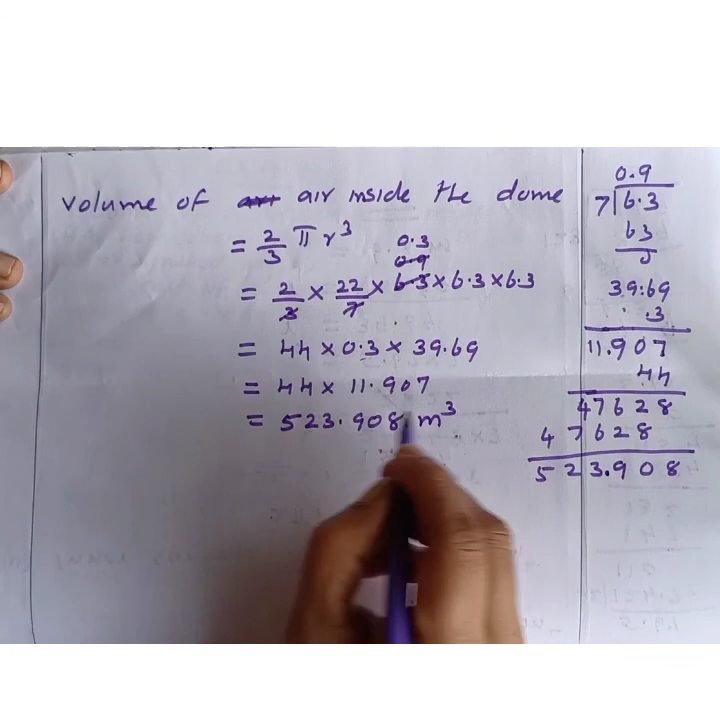 volume of air inside the dome
= 2/3 π r³
0.3
0.9
= 2/3 × 22/7 × 6.3 × 6.3 × 6.3
= 44 × 0.3 × 39.69
= 44 × 11.907
= 523.908 m³
0.9
7|6.3
63
0
39.69
.3
11.907
44
47628
47628
523.908